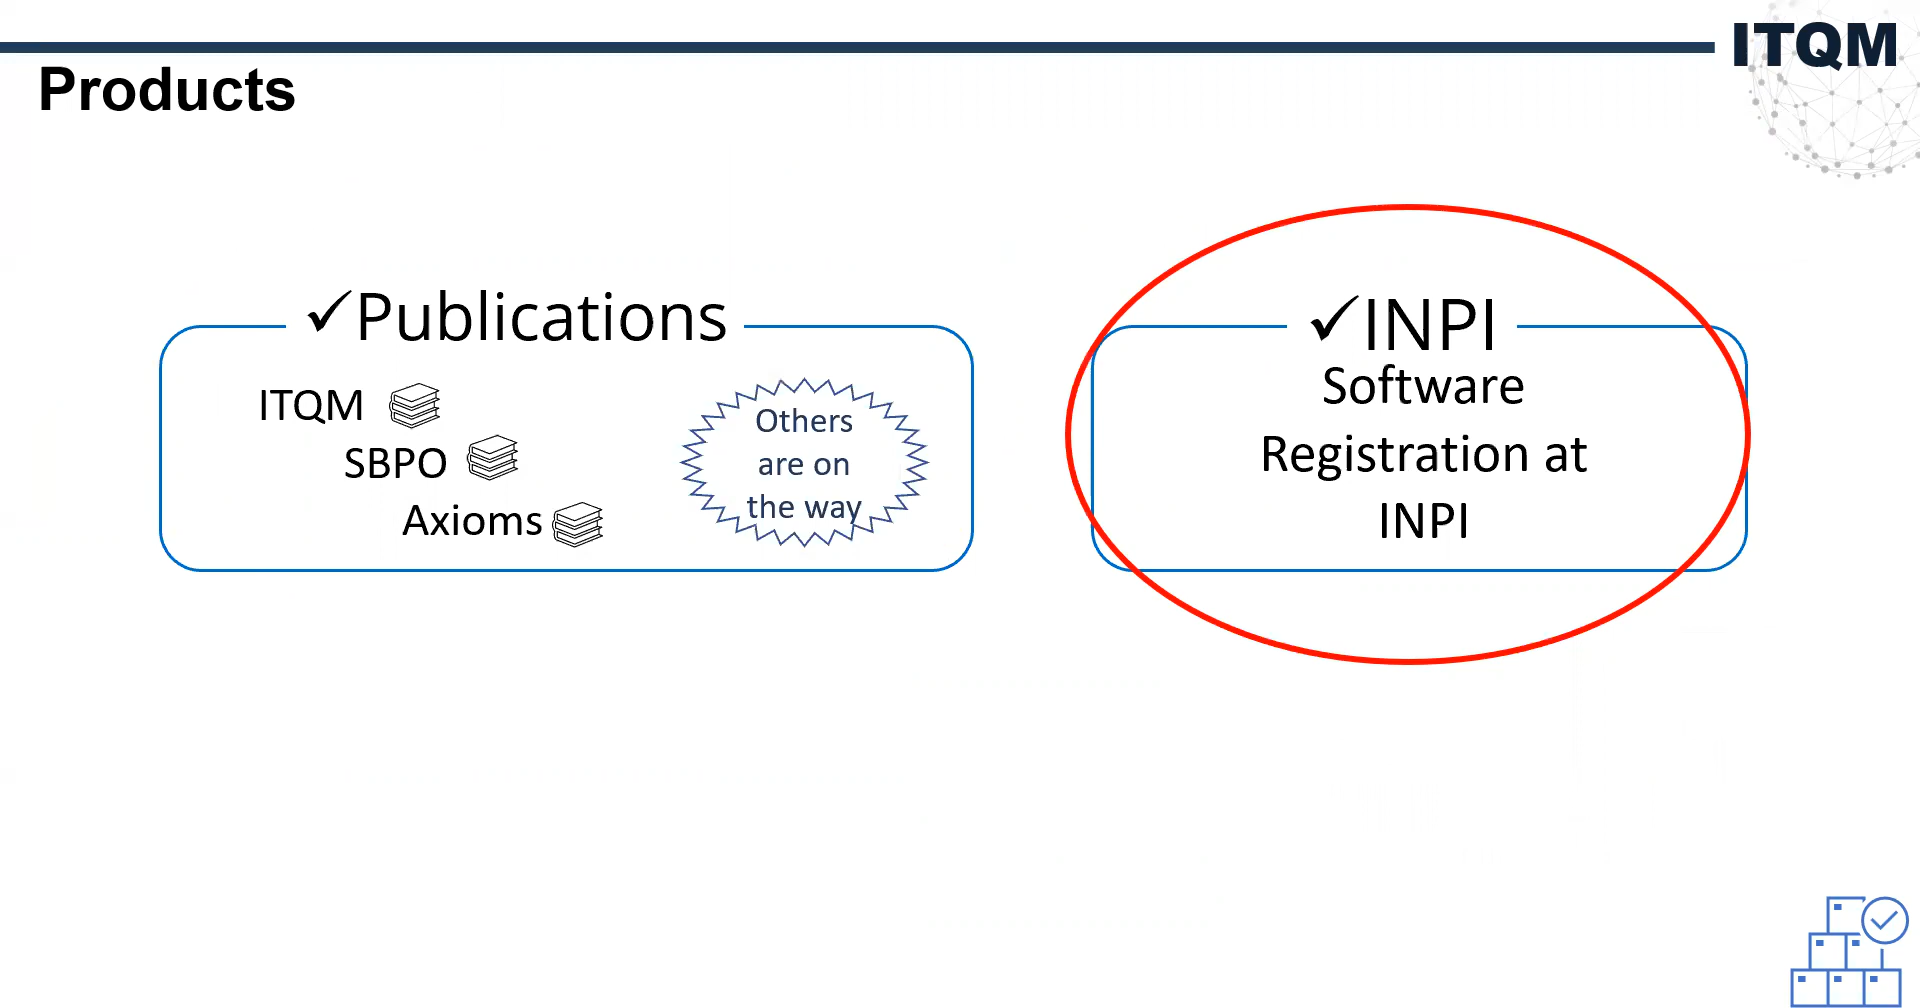 ITQM
Products
✓Publications
ITQM
SBPO
Axioms
Others
are on
the way
✓INPI
Software
Registration at
INPI